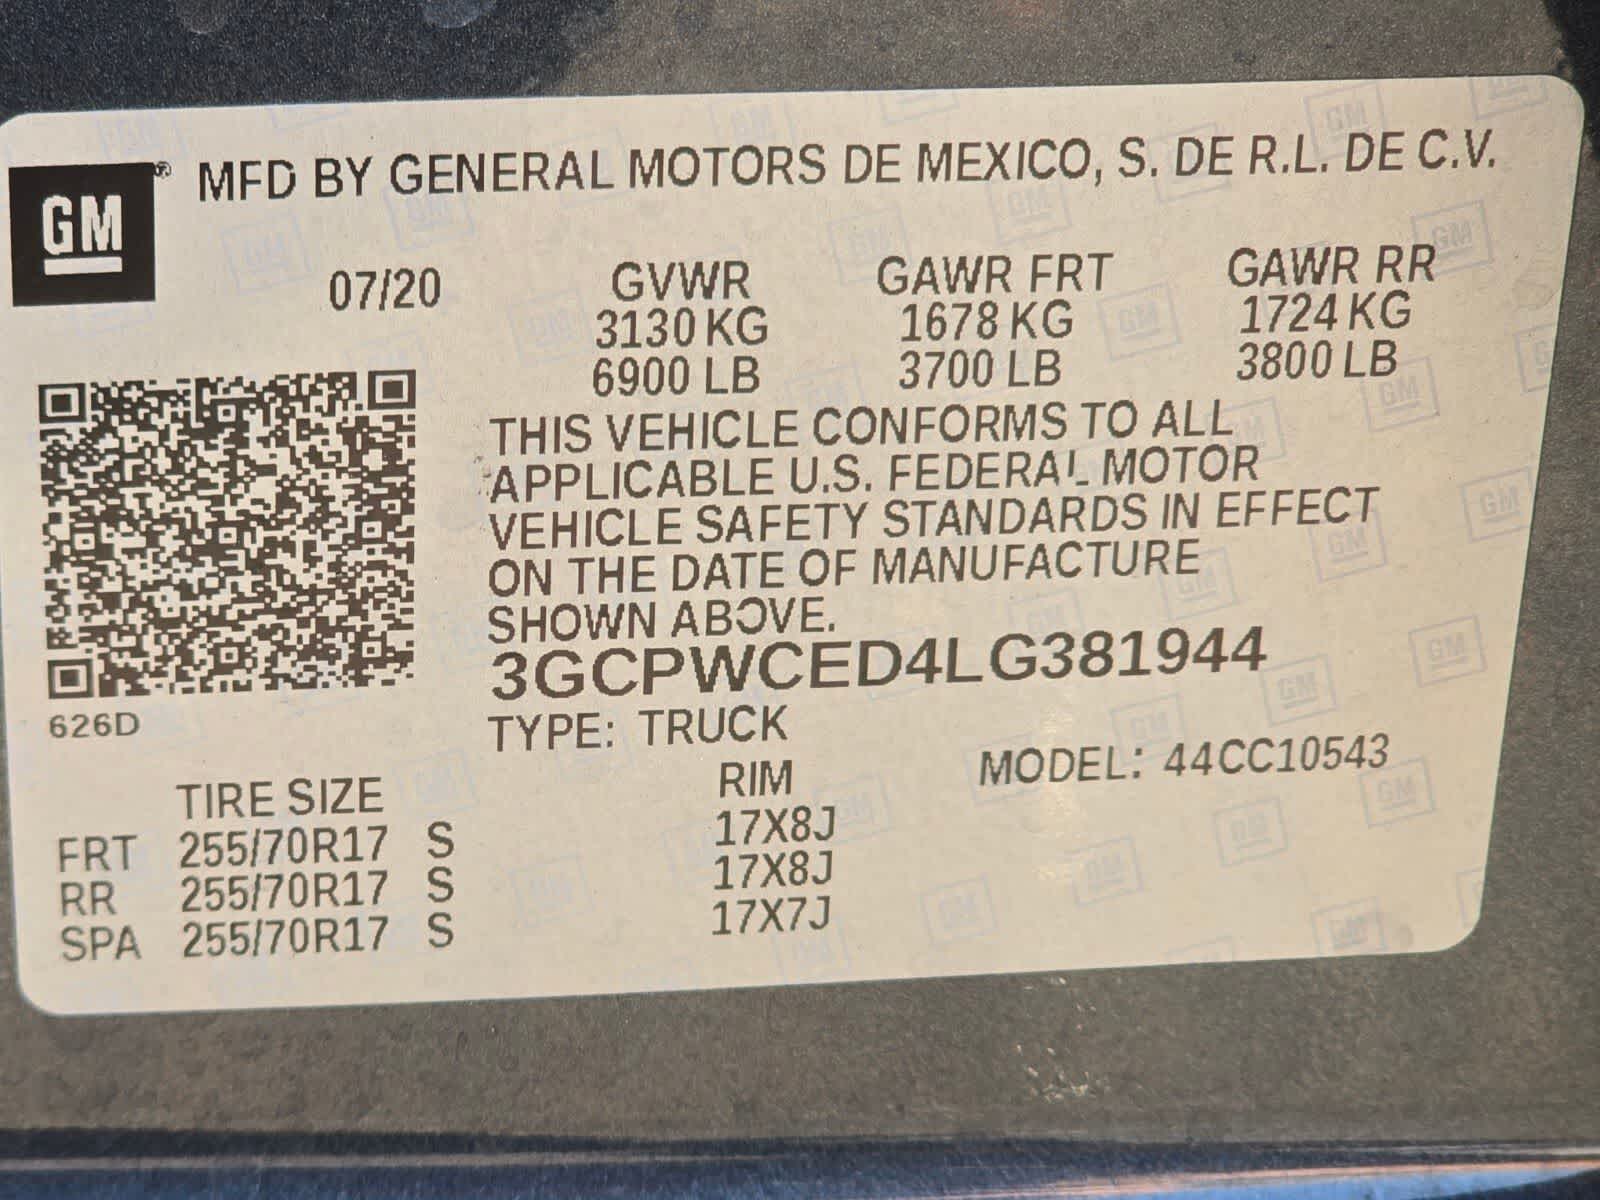 GM® MFD BY GENERAL MOTORS DE MEXICO, S. DE R.L. DE C.V.
07/20 GVWR GAWR FRT GAWR RR
3130 KG 1678 KG 1724 KG
6900 LB 3700 LB 3800 LB
THIS VEHICLE CONFORMS TO ALL
APPLICABLE U.S. FEDERAL MOTOR
VEHICLE SAFETY STANDARDS IN EFFECT
ON THE DATE OF MANUFACTURE
SHOWN ABOVE.
3GCPWCED4LG381944
626D
TYPE: TRUCK
MODEL: 44CC10543
TIRE SIZE RIM
FRT 255/70R17 S 17X8J
RR 255/70R17 S 17X8J
SPA 255/70R17 S 17X7J